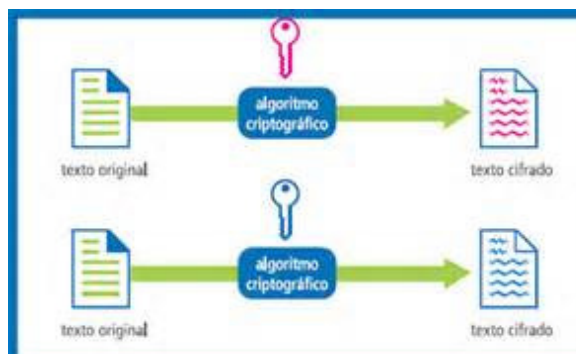 algoritmo
criptográfico
texto original
texto cifrado
algoritmo
criptográfico
texto original
texto cifrado